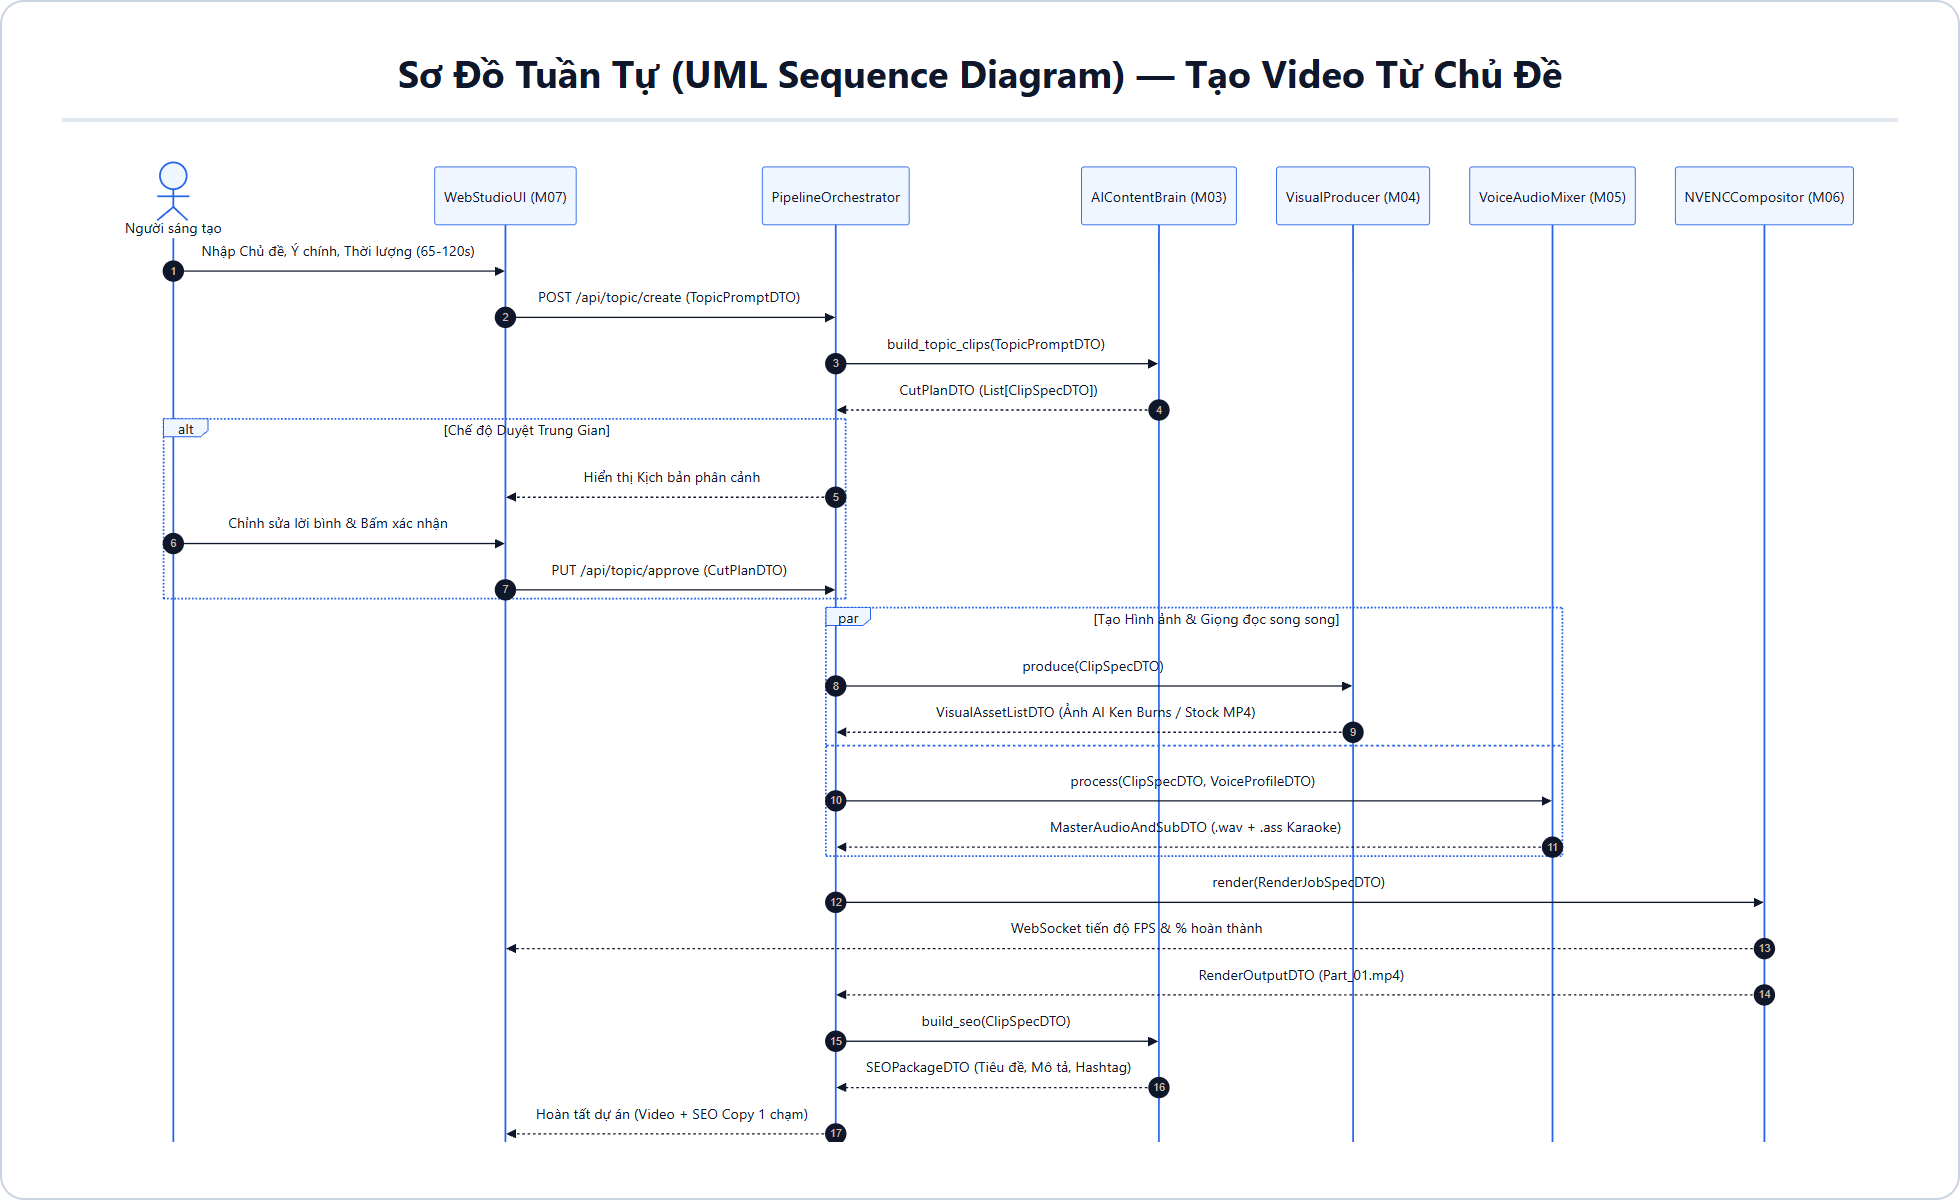 Sơ Đồ Tuần Tự (UML Sequence Diagram) — Tạo Video Từ Chủ Đề
Người sáng tạo
WebStudioUI (M07)
PipelineOrchestrator
AIContentBrain (M03)
VisualProducer (M04)
VoiceAudioMixer (M05)
NVENCCompositor (M06)
Nhập Chủ đề, Ý chính, Thời lượng (65-120s)
1
POST /api/topic/create (TopicPromptDTO)
2
build_topic_clips(TopicPromptDTO)
3
CutPlanDTO (List[ClipSpecDTO])
4
alt
[Chế độ Duyệt Trung Gian]
Hiển thị Kịch bản phân cảnh
5
Chỉnh sửa lời bình & Bấm xác nhận
6
PUT /api/topic/approve (CutPlanDTO)
7
par
[Tạo Hình ảnh & Giọng đọc song song]
produce(ClipSpecDTO)
8
VisualAssetListDTO (Ảnh AI Ken Burns / Stock MP4)
9
process(ClipSpecDTO, VoiceProfileDTO)
10
MasterAudioAndSubDTO (.wav + .ass Karaoke)
11
render(RenderJobSpecDTO)
12
WebSocket tiến độ FPS & % hoàn thành
13
RenderOutputDTO (Part_01.mp4)
14
build_seo(ClipSpecDTO)
15
SEOPackageDTO (Tiêu đề, Mô tả, Hashtag)
16
Hoàn tất dự án (Video + SEO Copy 1 chạm)
17